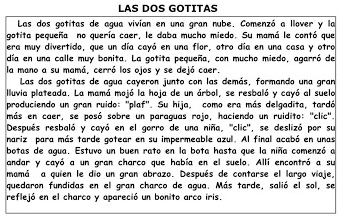 LAS DOS GOTITAS
Las dos gotitas de agua vivían en una gran nube. Comenzó a llover y la
gotita pequeña no quería caer, le daba mucho miedo. Su mamá le contó que
era muy divertido, que un día cayó en una flor, otro día en una casa y otro
día en una calle muy bonita. La gotita pequeña, con mucho miedo, agarró de
la mano a su mamá, cerró los ojos y se dejó caer.
Las dos gotitas de agua cayeron junto con las demás, formando una gran
lluvia plateada. La mamá mojó la hoja de un árbol, se resbaló y cayó al suelo
produciendo un gran ruido: "plaf". Su hija, como era más delgadita, tardó
más en caer, se posó sobre un paraguas rojo, haciendo un ruidito: "clic".
Después resbaló y cayó en el gorro de una niña, "clic", se deslizó por su
nariz para más tarde gotear en su impermeable azul. Al final acabó en unas
botas de agua. Estuvo un buen rato en la bota hasta que la niña comenzó a
andar y cayó a un gran charco que había en el suelo. Allí encontró a su
mamá a quien le dio un gran abrazo. Después de contarse el largo viaje,
quedaron fundidas en el gran charco de agua. Más tarde, salió el sol, se
reflejó en el charco y apareció un bonito arco iris.